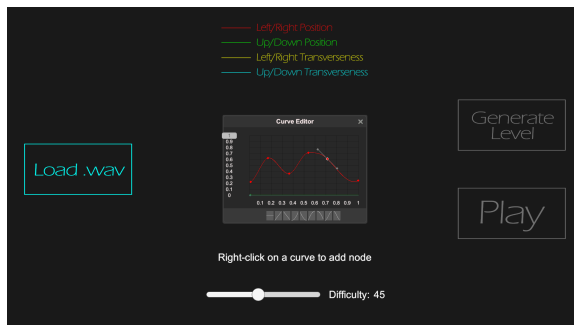 Left/Right Position
Up/Down Position
Left/Right Transverseness
Up/Down Transverseness
Generate
Level
Curve Editor
1
0.9
0.8
0.7
0.6
0.5
0.4
0.3
0.2
0.1
0
0.1 0.2 0.3 0.4 0.5 0.6 0.7 0.8 0.9 1
Load .wav
Play
Right-click on a curve to add node
Difficulty: 45